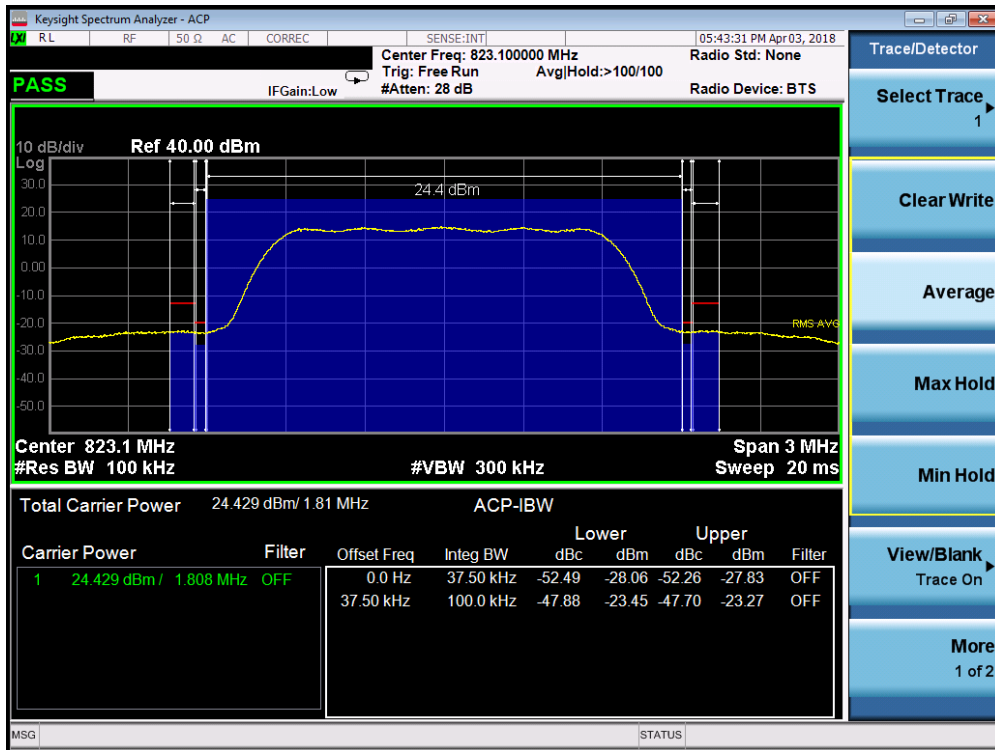 Keysight Spectrum Analyzer - ACP
LXI RL RF 50 Ω AC CORREC SENSE:INT 05:43:31 PM Apr 03, 2018
Center Freq: 823.100000 MHz Radio Std: None
Trig: Free Run Avg|Hold:>100/100
PASS IFGain:Low #Atten: 28 dB Radio Device: BTS
10 dB/div Ref 40.00 dBm
Log
30.0
24.4 dBm
20.0
10.0
0.00
-10.0
-20.0
RMS AVG
-30.0
-40.0
-50.0
Center 823.1 MHz Span 3 MHz
#Res BW 100 kHz #VBW 300 kHz Sweep 20 ms
Total Carrier Power 24.429 dBm/ 1.81 MHz ACP-IBW
Lower Upper
Carrier Power Filter Offset Freq Integ BW dBc dBm dBc dBm Filter
1 24.429 dBm / 1.808 MHz OFF 0.0 Hz 37.50 kHz -52.49 -28.06 -52.26 -27.83 OFF
37.50 kHz 100.0 kHz -47.88 -23.45 -47.70 -23.27 OFF
MSG STATUS
Trace/Detector
Select Trace
1
Clear Write
Average
Max Hold
Min Hold
View/Blank
Trace On
More
1 of 2